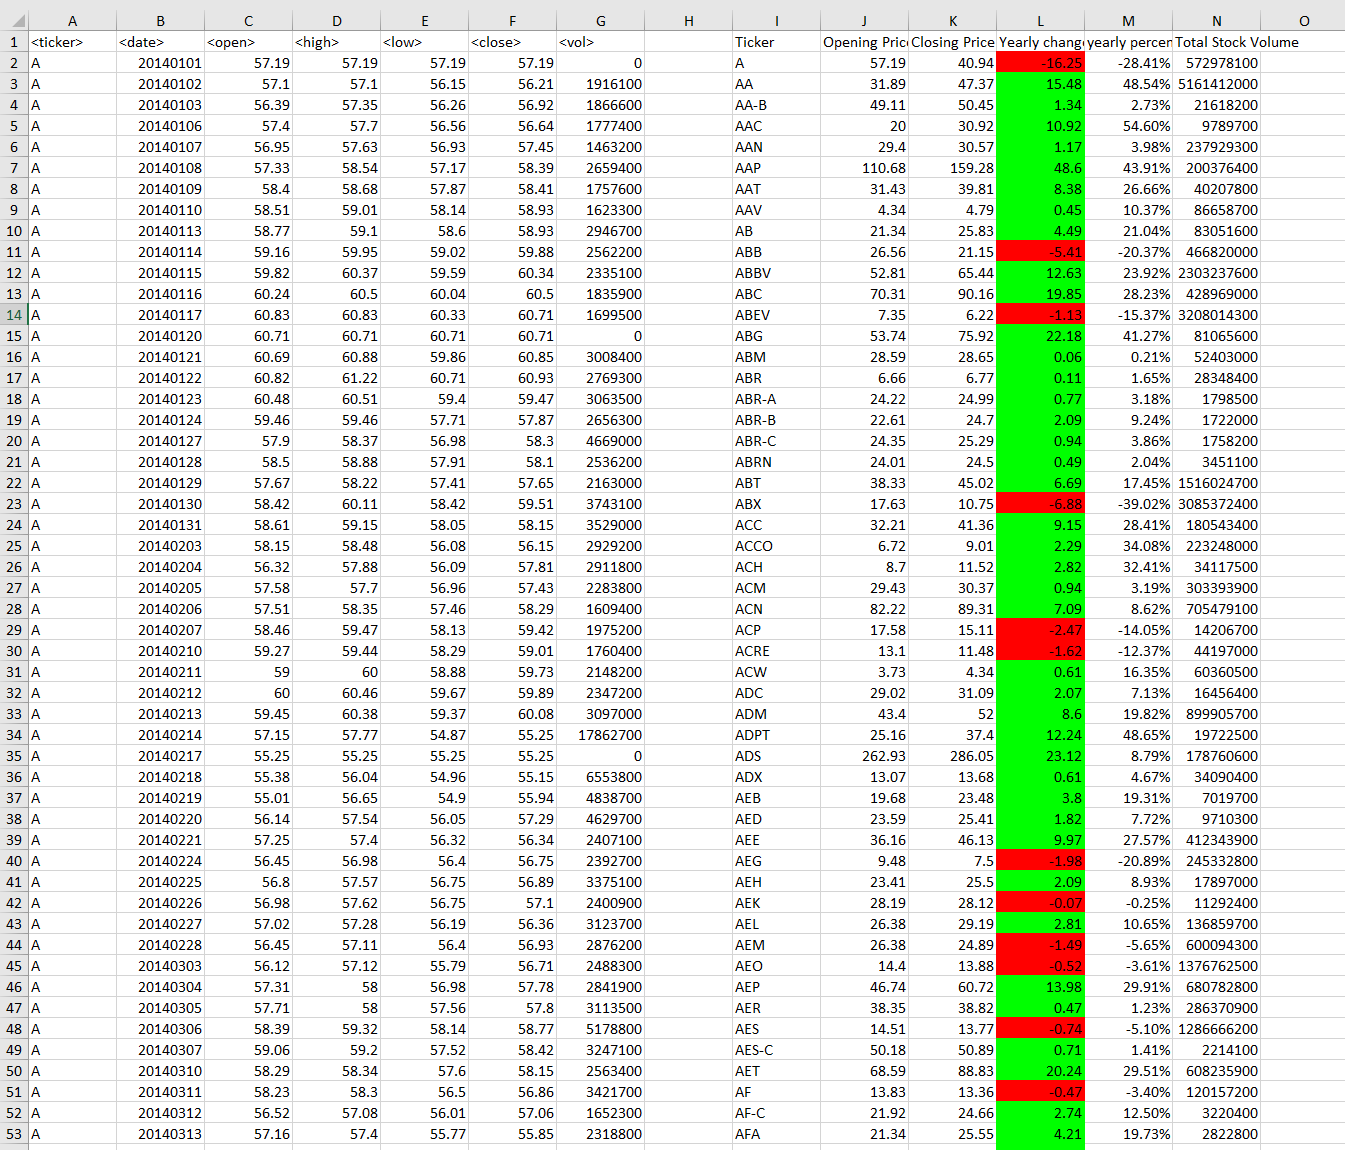 A B C D E F G H I J K L M N O
1 <ticker> <date> <open> <high> <low> <close> <vol> Ticker Opening Pric Closing Price Yearly chang yearly percen Total Stock Volume
2 A 20140101 57.19 57.19 57.19 57.19 0 A 57.19 40.94 -16.25 -28.41% 572978100
3 A 20140102 57.1 57.1 56.15 56.21 1916100 AA 31.89 47.37 15.48 48.54% 5161412000
4 A 20140103 56.39 57.35 56.26 56.92 1866600 AA-B 49.11 50.45 1.34 2.73% 21618200
5 A 20140106 57.4 57.7 56.56 56.64 1777400 AAC 20 30.92 10.92 54.60% 9789700
6 A 20140107 56.95 57.63 56.93 57.45 1463200 AAN 29.4 30.57 1.17 3.98% 237929300
7 A 20140108 57.33 58.54 57.17 58.39 2659400 AAP 110.68 159.28 48.6 43.91% 200376400
8 A 20140109 58.4 58.68 57.87 58.41 1757600 AAT 31.43 39.81 8.38 26.66% 40207800
9 A 20140110 58.51 59.01 58.14 58.93 1623300 AAV 4.34 4.79 0.45 10.37% 86658700
10 A 20140113 58.77 59.1 58.6 58.93 2946700 AB 21.34 25.83 4.49 21.04% 83051600
11 A 20140114 59.16 59.95 59.02 59.88 2562200 ABB 26.56 21.15 -5.41 -20.37% 466820000
12 A 20140115 59.82 60.37 59.59 60.34 2335100 ABBV 52.81 65.44 12.63 23.92% 2303237600
13 A 20140116 60.24 60.5 60.04 60.5 1835900 ABC 70.31 90.16 19.85 28.23% 428969000
14 A 20140117 60.83 60.83 60.33 60.71 1699500 ABEV 7.35 6.22 -1.13 -15.37% 3208014300
15 A 20140120 60.71 60.71 60.71 60.71 0 ABG 53.74 75.92 22.18 41.27% 81065600
16 A 20140121 60.69 60.88 59.86 60.85 3008400 ABM 28.59 28.65 0.06 0.21% 52403000
17 A 20140122 60.82 61.22 60.71 60.93 2769300 ABR 6.66 6.77 0.11 1.65% 28348400
18 A 20140123 60.48 60.51 59.4 59.47 3063500 ABR-A 24.22 24.99 0.77 3.18% 1798500
19 A 20140124 59.46 59.46 57.71 57.87 2656300 ABR-B 22.61 24.7 2.09 9.24% 1722000
20 A 20140127 57.9 58.37 56.98 58.3 4669000 ABR-C 24.35 25.29 0.94 3.86% 1758200
21 A 20140128 58.5 58.88 57.91 58.1 2536200 ABRN 24.01 24.5 0.49 2.04% 3451100
22 A 20140129 57.67 58.22 57.41 57.65 2163000 ABT 38.33 45.02 6.69 17.45% 1516024700
23 A 20140130 58.42 60.11 58.42 59.51 3743100 ABX 17.63 10.75 -6.88 -39.02% 3085372400
24 A 20140131 58.61 59.15 58.05 58.15 3529000 ACC 32.21 41.36 9.15 28.41% 180543400
25 A 20140203 58.15 58.48 56.08 56.15 2929200 ACCO 6.72 9.01 2.29 34.08% 223248000
26 A 20140204 56.32 57.88 56.09 57.81 2911800 ACH 8.7 11.52 2.82 32.41% 34117500
27 A 20140205 57.58 57.7 56.96 57.43 2283800 ACM 29.43 30.37 0.94 3.19% 303393900
28 A 20140206 57.51 58.35 57.46 58.29 1609400 ACN 82.22 89.31 7.09 8.62% 705479100
29 A 20140207 58.46 59.47 58.13 59.42 1975200 ACP 17.58 15.11 -2.47 -14.05% 14206700
30 A 20140210 59.27 59.44 58.29 59.01 1760400 ACRE 13.1 11.48 -1.62 -12.37% 44197000
31 A 20140211 59 60 58.88 59.73 2148200 ACW 3.73 4.34 0.61 16.35% 60360500
32 A 20140212 60 60.46 59.67 59.89 2347200 ADC 29.02 31.09 2.07 7.13% 16456400
33 A 20140213 59.45 60.38 59.37 60.08 3097000 ADM 43.4 52 8.6 19.82% 899905700
34 A 20140214 57.15 57.77 54.87 55.25 17862700 ADPT 25.16 37.4 12.24 48.65% 19722500
35 A 20140217 55.25 55.25 55.25 55.25 0 ADS 262.93 286.05 23.12 8.79% 178760600
36 A 20140218 55.38 56.04 54.96 55.15 6553800 ADX 13.07 13.68 0.61 4.67% 34090400
37 A 20140219 55.01 56.65 54.9 55.94 4838700 AEB 19.68 23.48 3.8 19.31% 7019700
38 A 20140220 56.14 57.54 56.05 57.29 4629700 AED 23.59 25.41 1.82 7.72% 9710300
39 A 20140221 57.25 57.4 56.32 56.34 2407100 AEE 36.16 46.13 9.97 27.57% 412343900
40 A 20140224 56.45 56.98 56.4 56.75 2392700 AEG 9.48 7.5 -1.98 -20.89% 245332800
41 A 20140225 56.8 57.57 56.75 56.89 3375100 AEH 23.41 25.5 2.09 8.93% 17897000
42 A 20140226 56.98 57.62 56.75 57.1 2400900 AEK 28.19 28.12 -0.07 -0.25% 11292400
43 A 20140227 57.02 57.28 56.19 56.36 3123700 AEL 26.38 29.19 2.81 10.65% 136859700
44 A 20140228 56.45 57.11 56.4 56.93 2876200 AEM 26.38 24.89 -1.49 -5.65% 600094300
45 A 20140303 56.12 57.12 55.79 56.71 2488300 AEO 14.4 13.88 -0.52 -3.61% 1376762500
46 A 20140304 57.31 58 56.98 57.78 2841900 AEP 46.74 60.72 13.98 29.91% 680782800
47 A 20140305 57.71 58 57.56 57.8 3113500 AER 38.35 38.82 0.47 1.23% 286370900
48 A 20140306 58.39 59.32 58.14 58.77 5178800 AES 14.51 13.77 -0.74 -5.10% 1286666200
49 A 20140307 59.06 59.2 57.52 58.42 3247100 AES-C 50.18 50.89 0.71 1.41% 2214100
50 A 20140310 58.29 58.34 57.6 58.15 2563400 AET 68.59 88.83 20.24 29.51% 608235900
51 A 20140311 58.23 58.3 56.5 56.86 3421700 AF 13.83 13.36 -0.47 -3.40% 120157200
52 A 20140312 56.52 57.08 56.01 57.06 1652300 AF-C 21.92 24.66 2.74 12.50% 3220400
53 A 20140313 57.16 57.4 55.77 55.85 2318800 AFA 21.34 25.55 4.21 19.73% 2822800